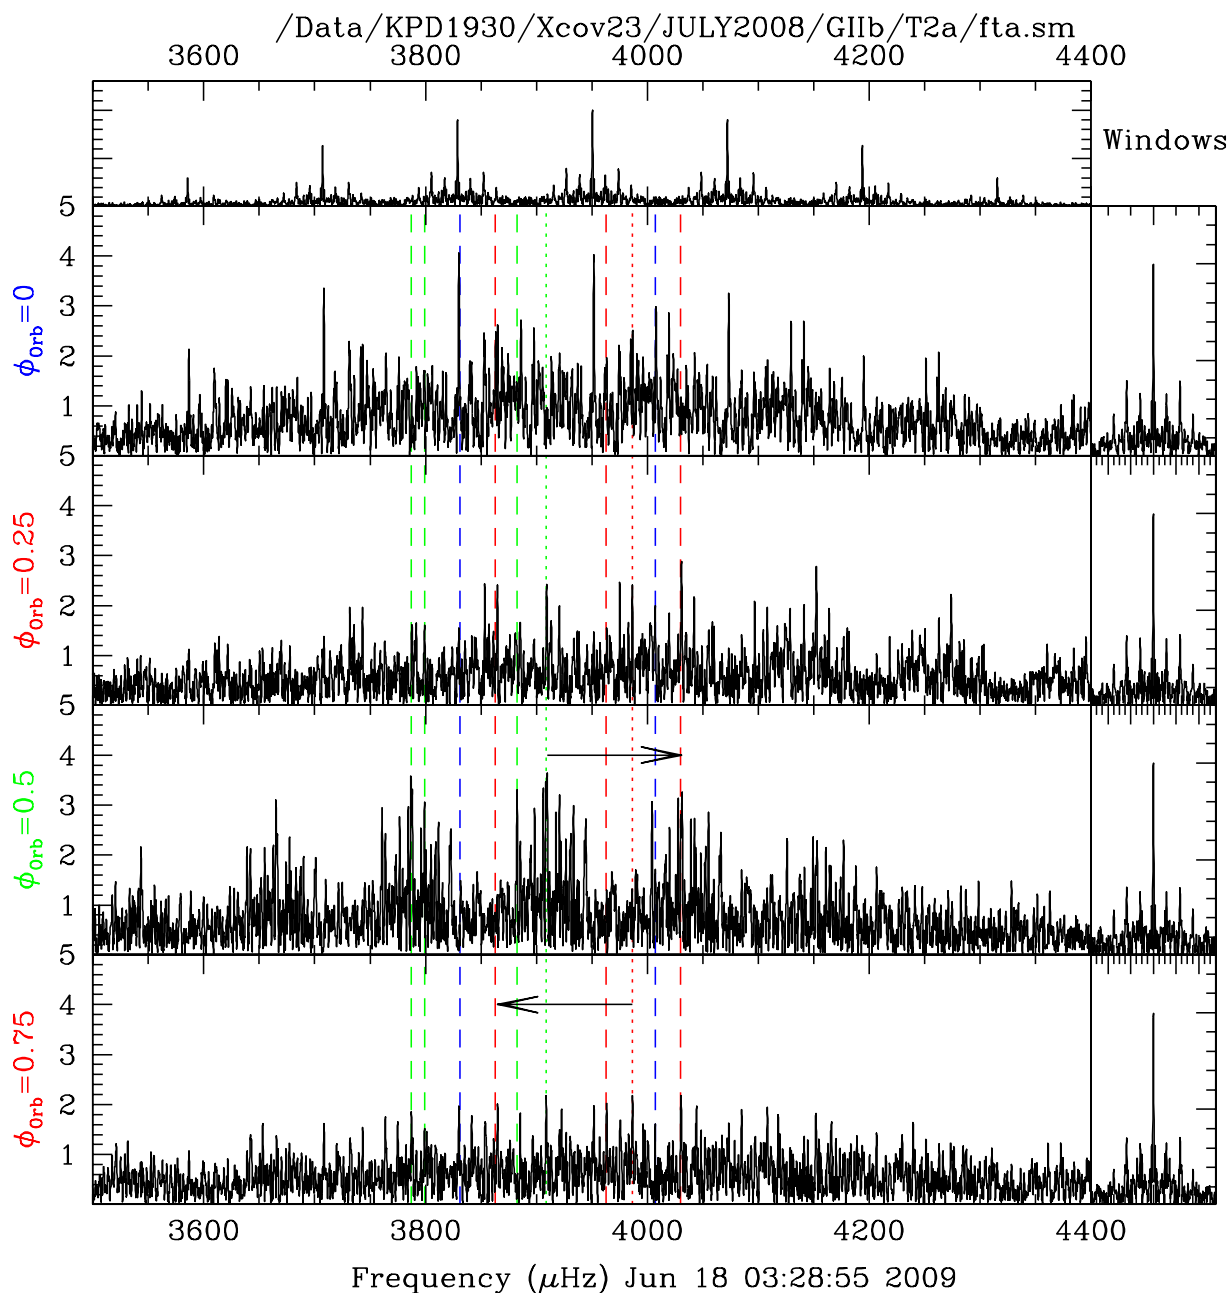 /Data/KPD1930/Xcov23/JULY2008/GIIb/T2a/fta.sm
3600 3800 4000 4200 4400
Windows
5
4
3
2
1
ϕOrb=0
5
4
3
2
1
ϕOrb=0.25
5
4
3
2
1
ϕOrb=0.5
5
4
3
2
1
ϕOrb=0.75
3600 3800 4000 4200 4400
Frequency (μHz) Jun 18 03:28:55 2009